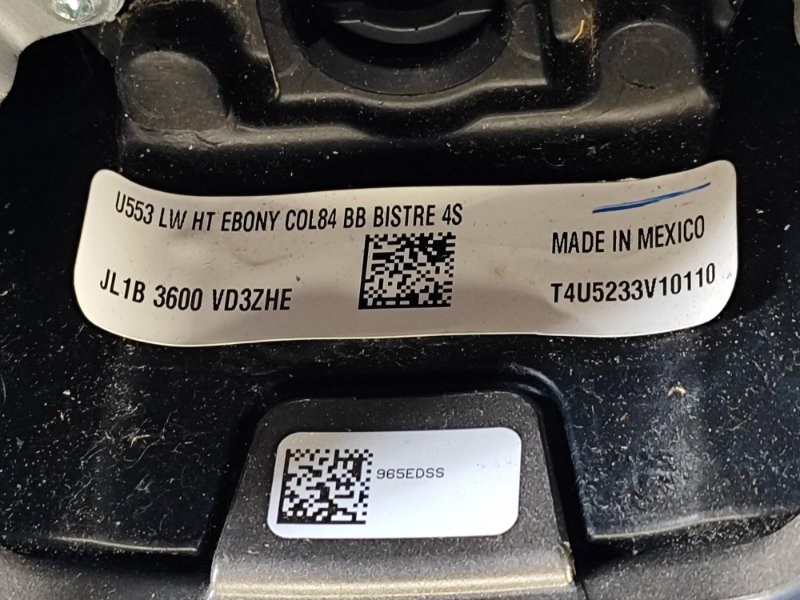 U553 LW HT EBONY COL84 BB BISTRE 4S
MADE IN MEXICO
JL1B 3600 VD3ZHE
T4U5233V10110
965EDSS